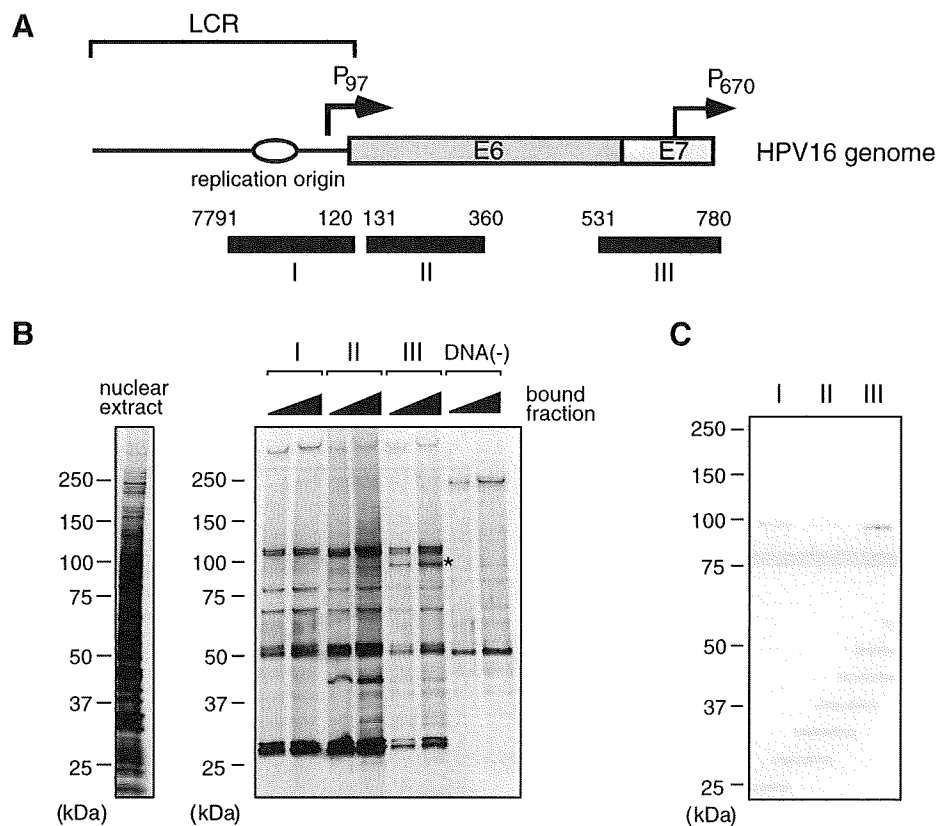 A
LCR
P97
P670
E6
E7
HPV16 genome
replication origin
7791 120 131 360 531 780
I II III
B
nuclear extract
I II III DNA(-)
bound fraction
250
150
100
75
50
37
25
(kDa)
250
150
100
75
50
37
25
(kDa)
*
C
I II III
250
150
100
75
50
37
25
(kDa)